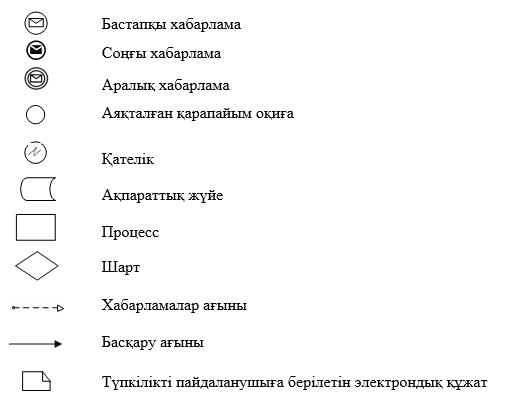 Бастапқы хабарлама
Соңғы хабарлама
Аралық хабарлама
Аяқталған қарапайым оқиға
Қателік
Ақпараттық жүйе
Процесс
Шарт
Хабарламалар ағыны
Басқару ағыны
Түпкілікті пайдаланушыға берілетін электрондық құжат